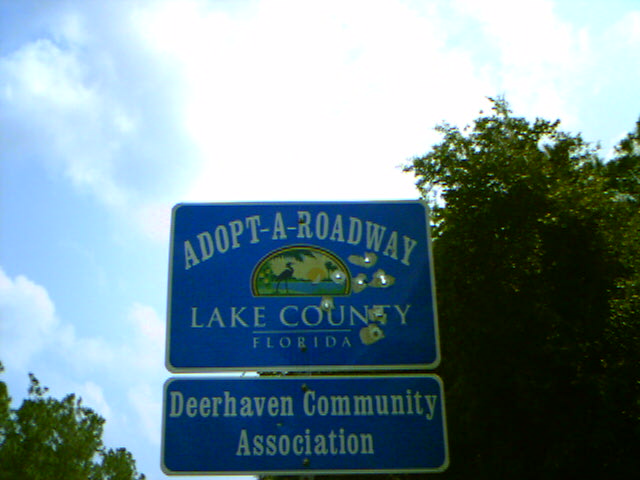 ADOPT-A-ROADWAY
LAKE COUNTY
FLORIDA
Deerhaven Community
Association